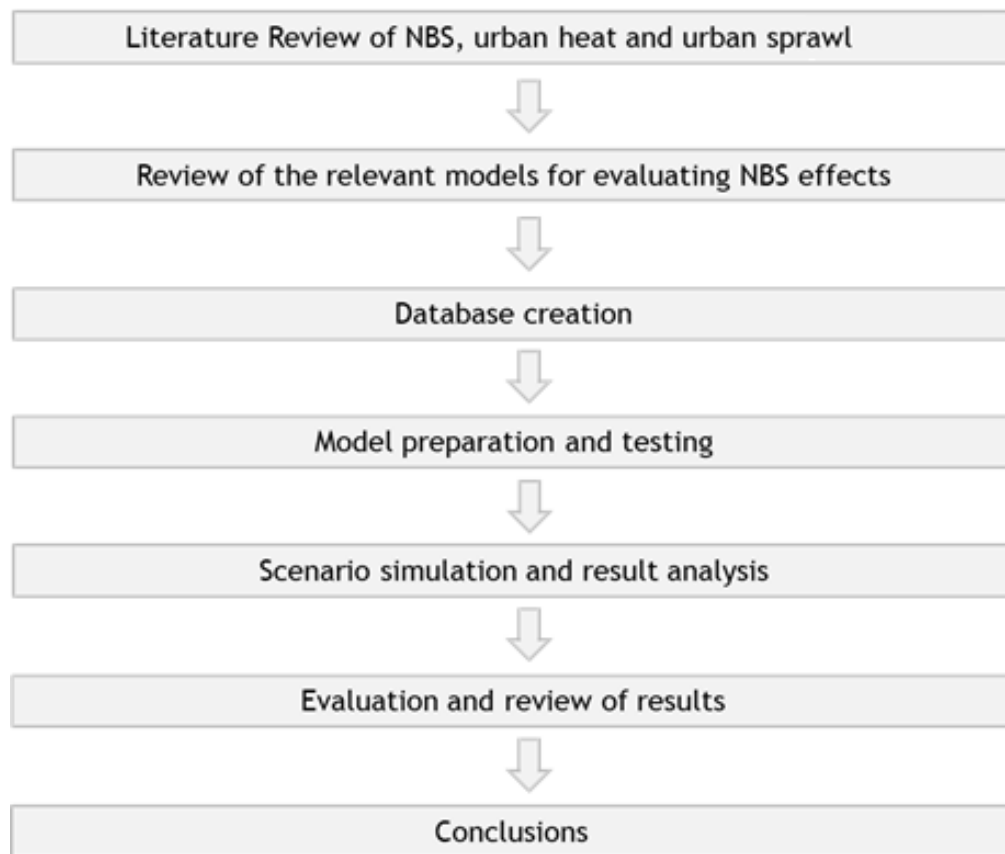 Literature Review of NBS, urban heat and urban sprawl
Review of the relevant models for evaluating NBS effects
Database creation
Model preparation and testing
Scenario simulation and result analysis
Evaluation and review of results
Conclusions